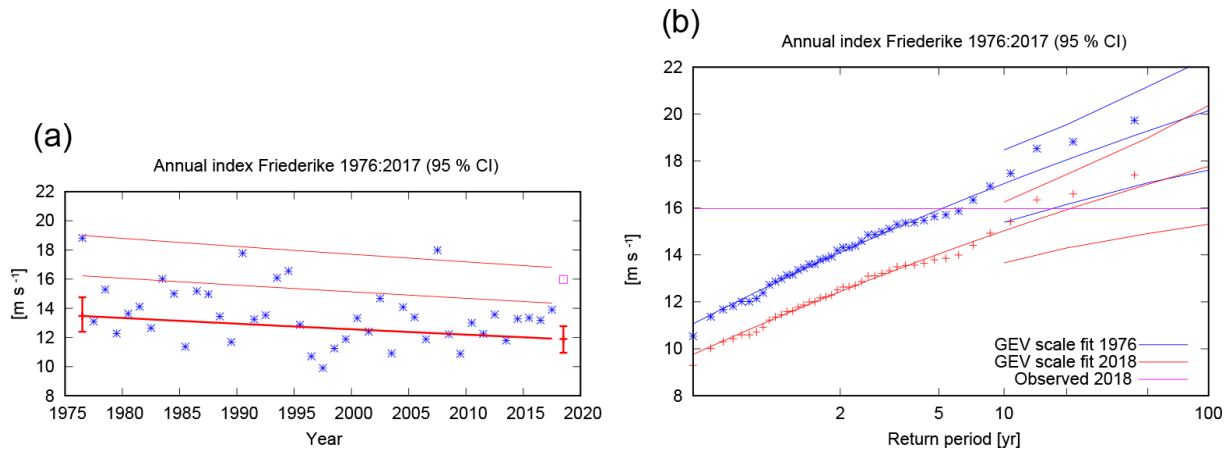 (a)
Annual index Friederike 1976:2017 (95 % CI)
[m s -1]
22
20
18
16
14
12
10
8
1975 1980 1985 1990 1995 2000 2005 2010 2015 2020
Year
(b)
Annual index Friederike 1976:2017 (95 % CI)
[m s -1]
22
20
18
16
14
12
10
8
GEV scale fit 1976
GEV scale fit 2018
Observed 2018
2 5 10 100
Return period [yr]